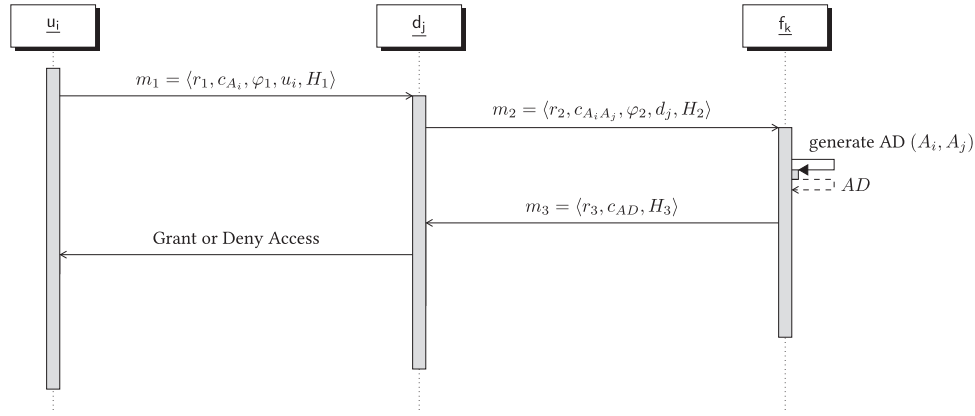 u_i
d_j
f_k
m_1 = ⟨r_1, c_{A_i}, φ_1, u_i, H_1⟩
m_2 = ⟨r_2, c_{A_iA_j}, φ_2, d_j, H_2⟩
generate AD (A_i, A_j)
AD
m_3 = ⟨r_3, c_{AD}, H_3⟩
Grant or Deny Access